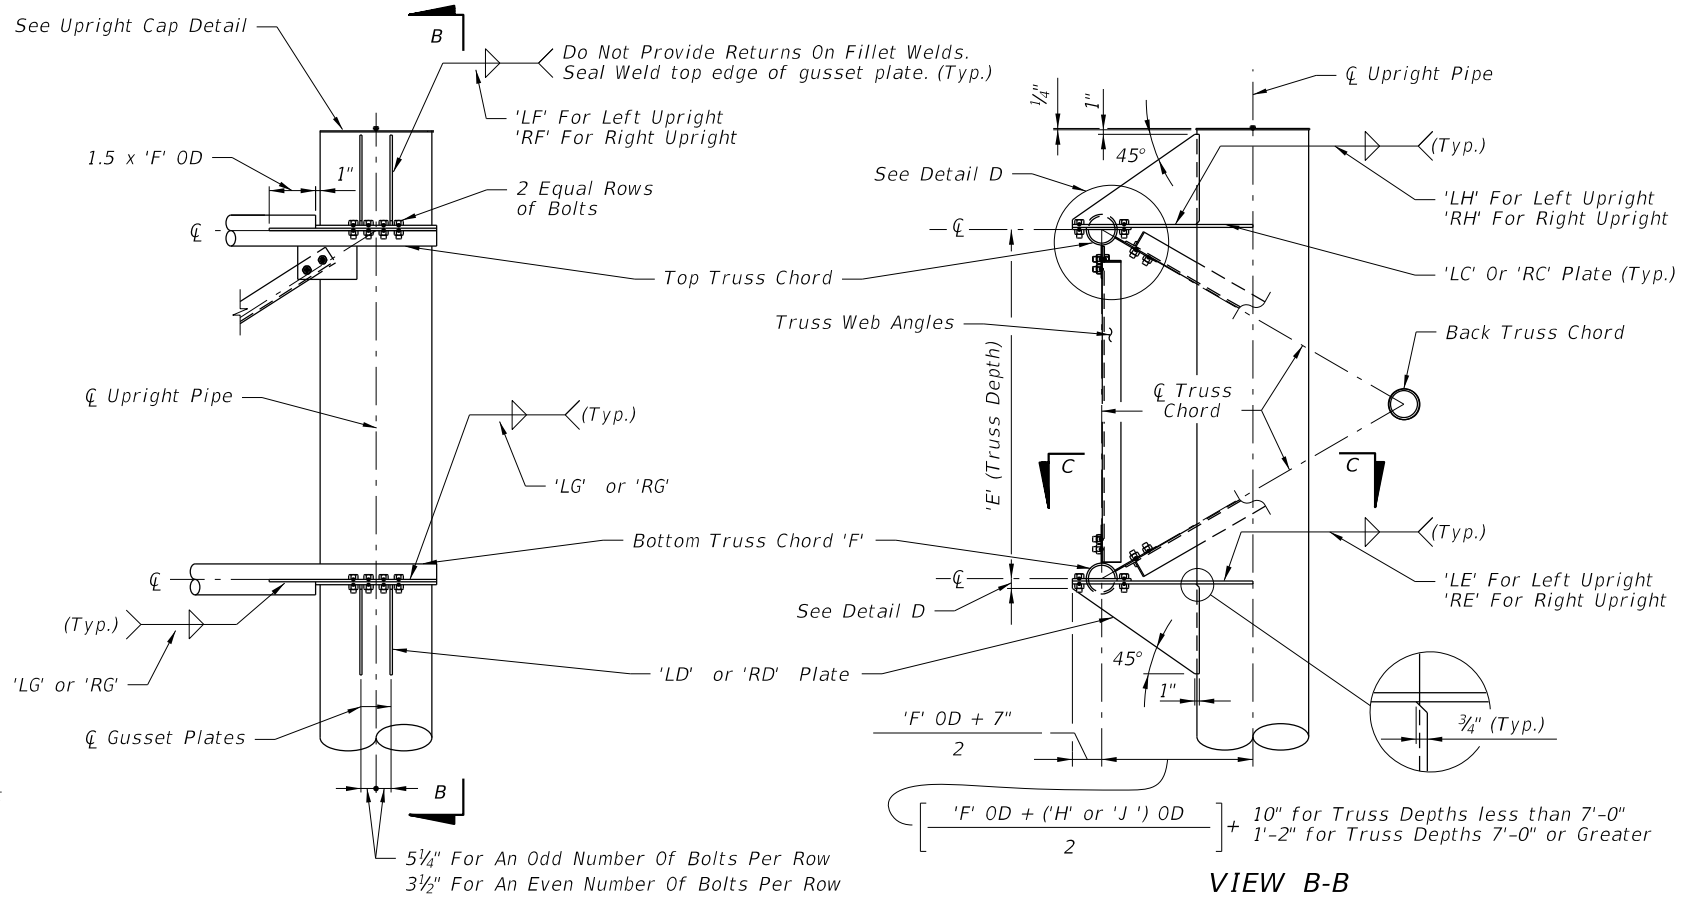 See Upright Cap Detail
B
Do Not Provide Returns On Fillet Welds.
Seal Weld top edge of gusset plate. (Typ.)
'LF' For Left Upright
'RF' For Right Upright
1.5 x 'F' OD
1"
2 Equal Rows
of Bolts
℄
Top Truss Chord
℄ Upright Pipe
(Typ.)
'LG' or 'RG'
Bottom Truss Chord 'F'
℄
(Typ.)
'LG' or 'RG'
'LD' or 'RD' Plate
℄ Gusset Plates
B
5¼" For An Odd Number Of Bolts Per Row
3½" For An Even Number Of Bolts Per Row
℄ Upright Pipe
¼"
1"
45°
(Typ.)
See Detail D
'LH' For Left Upright
'RH' For Right Upright
℄
'LC' Or 'RC' Plate (Typ.)
Truss Web Angles
Back Truss Chord
'E' (Truss Depth)
℄ Truss
Chord
C
C
(Typ.)
℄
'LE' For Left Upright
'RE' For Right Upright
See Detail D
45°
1"
'F' OD + 7"
2
¾" (Typ.)
'F' OD + ('H' or 'J ') OD
2
+
10" for Truss Depths less than 7'-0"
1'-2" for Truss Depths 7'-0" or Greater
VIEW B-B